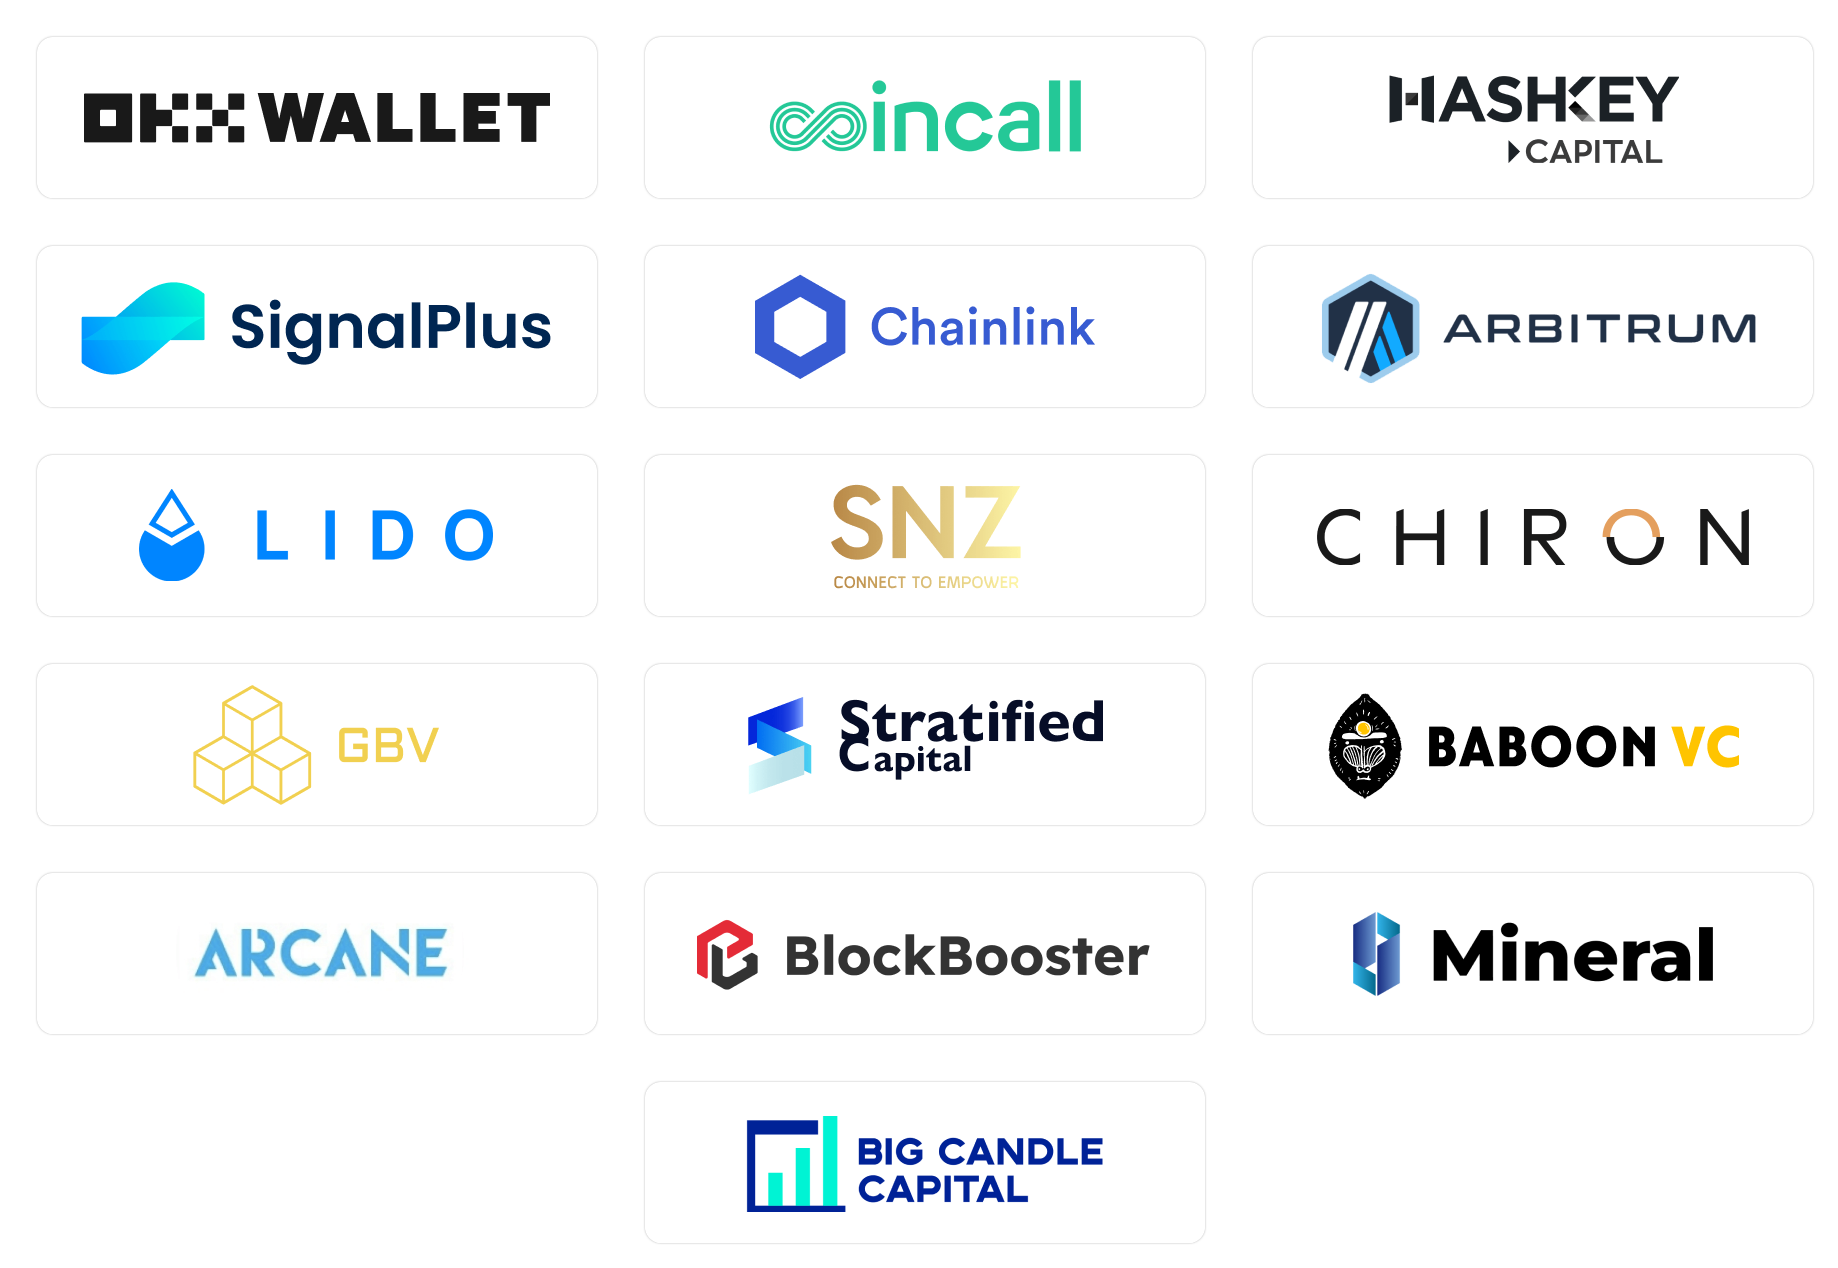 OKX WALLET
coincall
HASHKEY
CAPITAL
SignalPlus
Chainlink
ARBITRUM
LIDO
SNZ
CONNECT TO EMPOWER
CHIRON
GBV
Stratified
Capital
BABOON VC
ARCANE
BlockBooster
Mineral
BIG CANDLE
CAPITAL